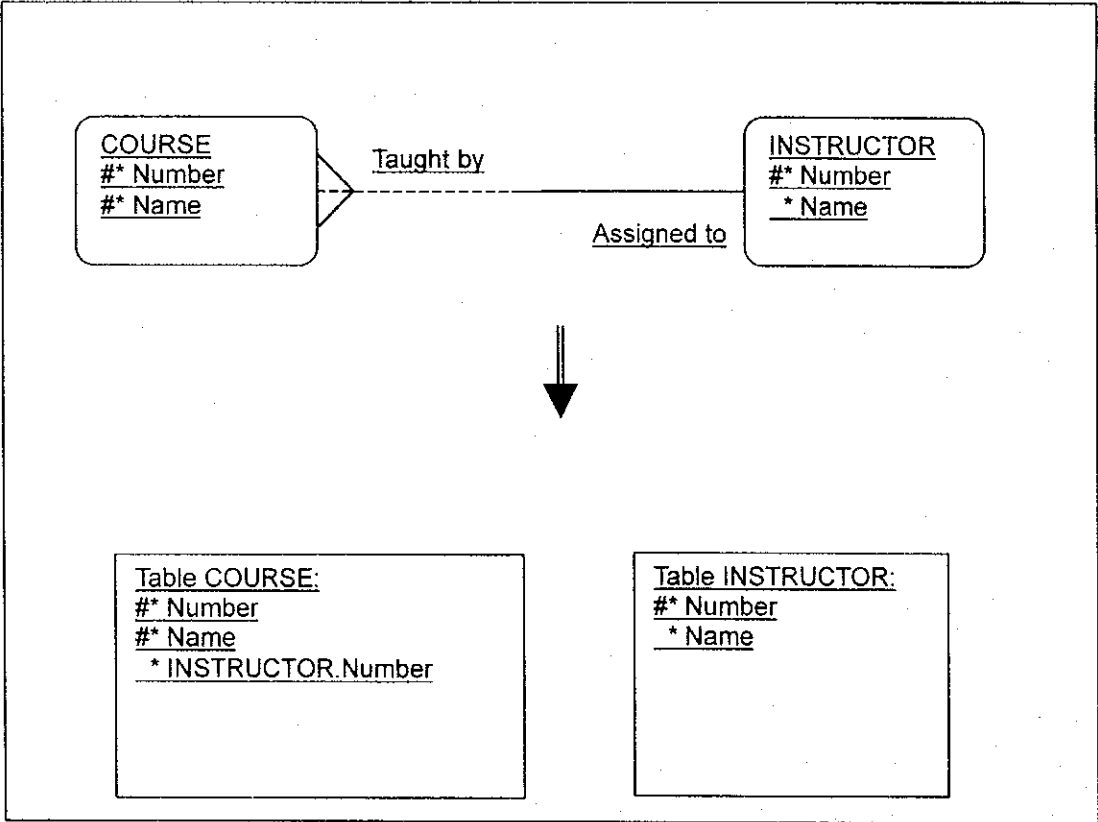 COURSE
#* Number
#* Name
Taught by
Assigned to
INSTRUCTOR
#* Number
* Name
Table COURSE:
#* Number
#* Name
* INSTRUCTOR.Number
Table INSTRUCTOR:
#* Number
* Name